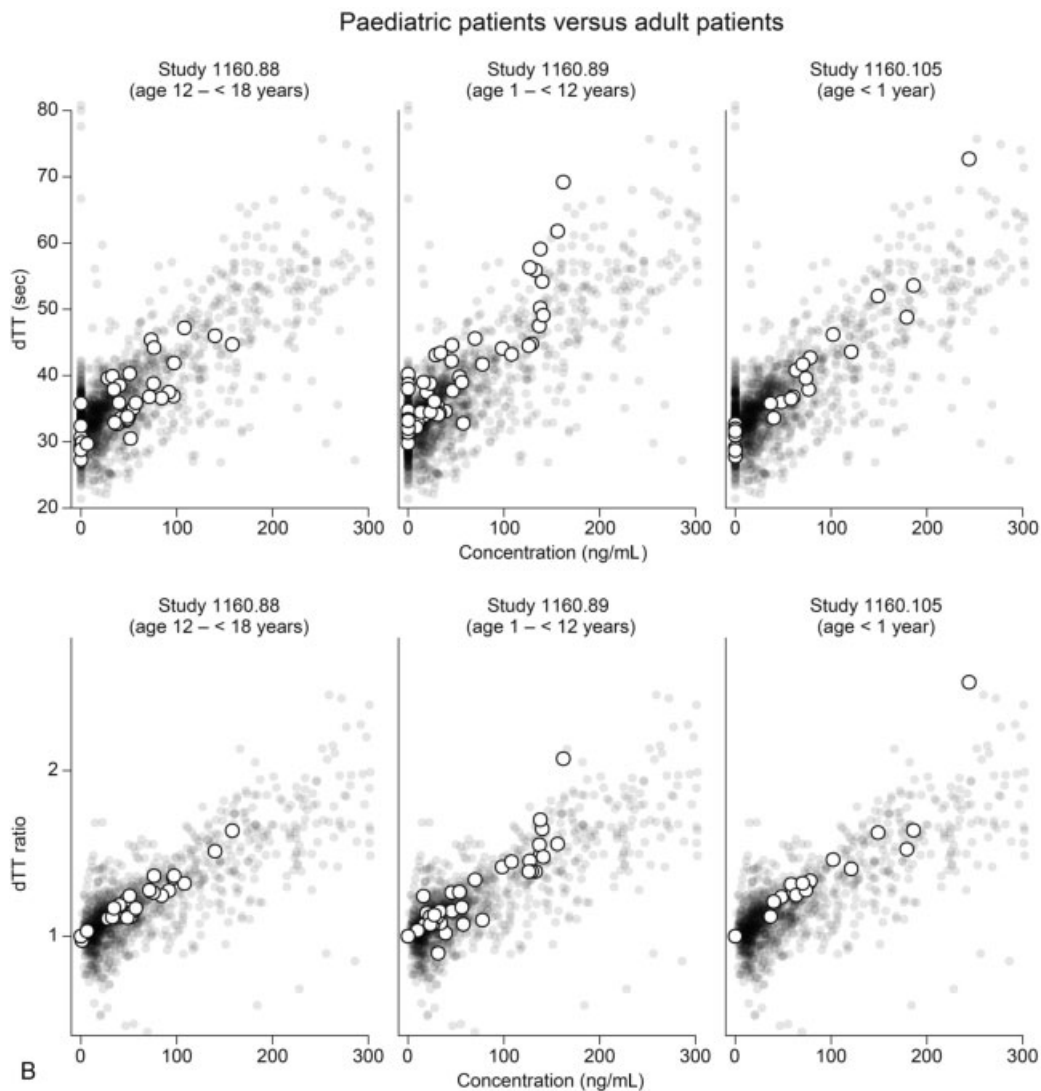 Paediatric patients versus adult patients
Study 1160.88
(age 12 – < 18 years)
Study 1160.89
(age 1 – < 12 years)
Study 1160.105
(age < 1 year)
80
70
60
50
40
30
20
dTT (sec)
0 100 200 300
0 100 200 300
0 100 200 300
Concentration (ng/mL)
Study 1160.88
(age 12 – < 18 years)
Study 1160.89
(age 1 – < 12 years)
Study 1160.105
(age < 1 year)
2
1
dTT ratio
0 100 200 300
0 100 200 300
0 100 200 300
Concentration (ng/mL)
B